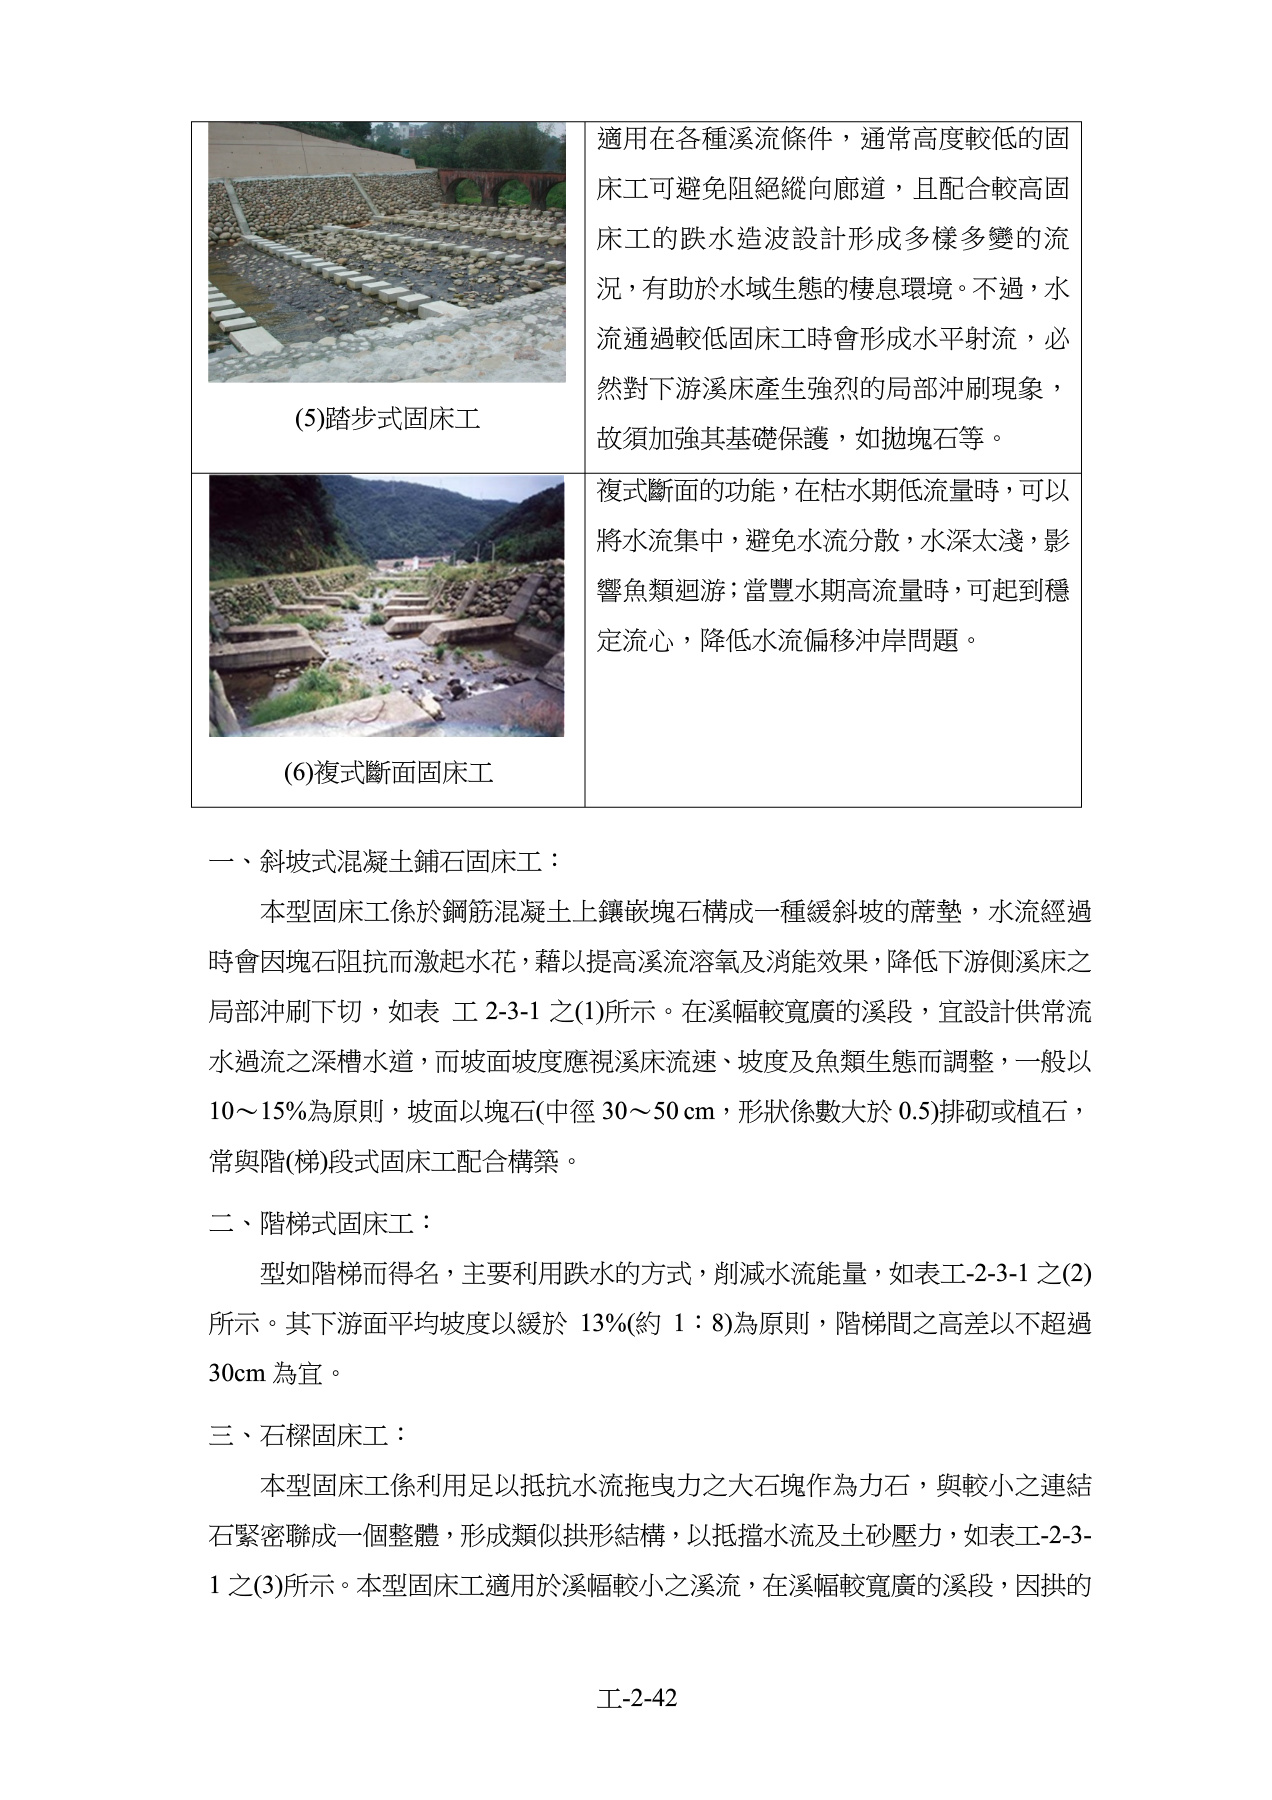 適用在各種溪流條件，通常高度較低的固
床工可避免阻絕縱向廊道，且配合較高固
床工的跌水造波設計形成多樣多變的流
況，有助於水域生態的棲息環境。不過，水
流通過較低固床工時會形成水平射流，必
然對下游溪床產生強烈的局部沖刷現象，
故須加強其基礎保護，如拋塊石等。
(5)踏步式固床工
複式斷面的功能，在枯水期低流量時，可以
將水流集中，避免水流分散，水深太淺，影
響魚類迴游；當豐水期高流量時，可起到穩
定流心，降低水流偏移沖岸問題。
(6)複式斷面固床工
一、斜坡式混凝土鋪石固床工：
本型固床工係於鋼筋混凝土上鑲嵌塊石構成一種緩斜坡的蓆墊，水流經過
時會因塊石阻抗而激起水花，藉以提高溪流溶氧及消能效果，降低下游側溪床之
局部沖刷下切，如表 工 2-3-1 之(1)所示。在溪幅較寬廣的溪段，宜設計供常流
水過流之深槽水道，而坡面坡度應視溪床流速、坡度及魚類生態而調整，一般以
10～15%為原則，坡面以塊石(中徑 30～50 cm，形狀係數大於 0.5)排砌或植石，
常與階(梯)段式固床工配合構築。
二、階梯式固床工：
型如階梯而得名，主要利用跌水的方式，削減水流能量，如表工-2-3-1 之(2)
所示。其下游面平均坡度以緩於 13%(約 1：8)為原則，階梯間之高差以不超過
30cm 為宜。
三、石樑固床工：
本型固床工係利用足以抵抗水流拖曳力之大石塊作為力石，與較小之連結
石緊密聯成一個整體，形成類似拱形結構，以抵擋水流及土砂壓力，如表工-2-3-
1 之(3)所示。本型固床工適用於溪幅較小之溪流，在溪幅較寬廣的溪段，因拱的
工-2-42